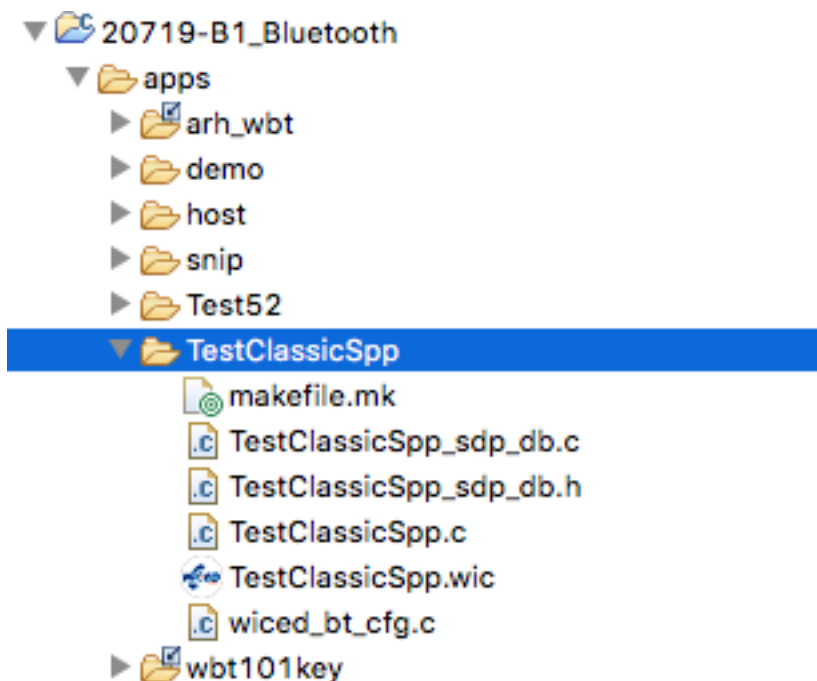 20719-B1_Bluetooth
apps
arh_wbt
demo
host
snip
Test52
TestClassicSpp
makefile.mk
TestClassicSpp_sdp_db.c
TestClassicSpp_sdp_db.h
TestClassicSpp.c
TestClassicSpp.wic
wiced_bt_cfg.c
wbt101key